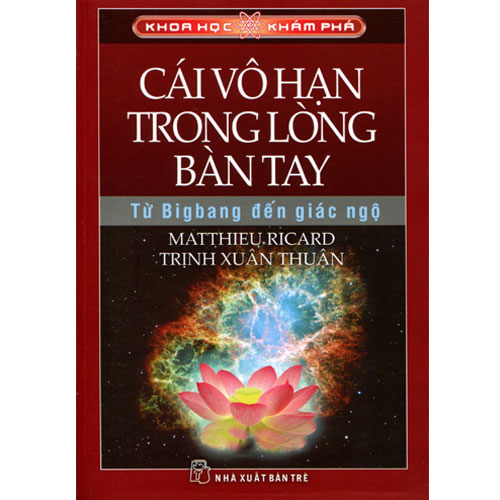 KHOA HỌC KHÁM PHÁ
CÁI VÔ HẠN
TRONG LÒNG
BÀN TAY
Từ Bigbang đến giác ngộ
MATTHIEU RICARD
TRỊNH XUÂN THUẬN
NHÀ XUẤT BẢN TRẺ